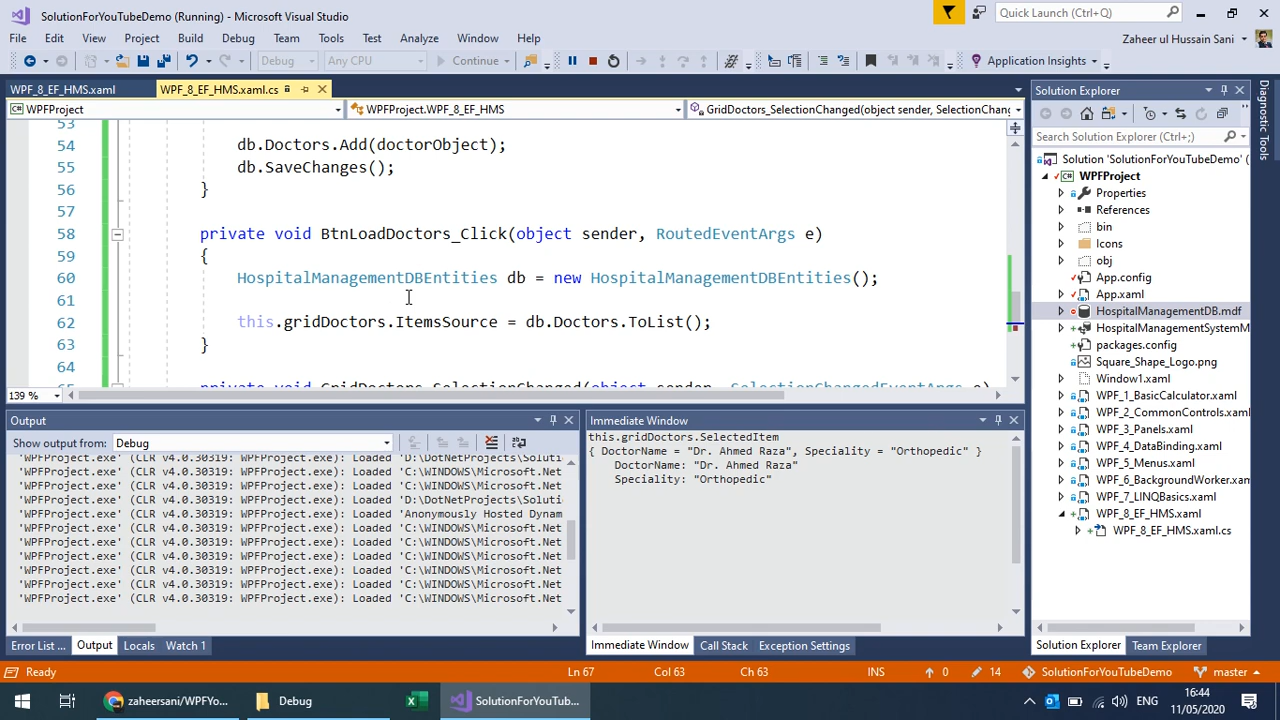 SolutionForYouTubeDemo (Running) - Microsoft Visual Studio
Quick Launch (Ctrl+Q)
File Edit View Project Build Debug Team Tools Test Analyze Window Help
Zaheer ul Hussain Sani
Debug Any CPU Continue Application Insights
WPF_8_EF_HMS.xaml WPF_8_EF_HMS.xaml.cs
Solution Explorer
WPFProject WPFProject.WPF_8_EF_HMS GridDoctors_SelectionChanged(object sender, SelectionChang
Search Solution Explorer (Ctrl+;)
53
54 db.Doctors.Add(doctorObject);
55 db.SaveChanges();
56 }
57
58 private void BtnLoadDoctors_Click(object sender, RoutedEventArgs e)
59 {
60 HospitalManagementDBEntities db = new HospitalManagementDBEntities();
61
62 this.gridDoctors.ItemsSource = db.Doctors.ToList();
63 }
64
65 private void GridDoctors_SelectionChanged(object sender, SelectionChangedEventArgs e)
139 %
Solution 'SolutionForYouTubeDemo' (
WPFProject
Properties
References
bin
Icons
obj
App.config
App.xaml
HospitalManagementDB.mdf
HospitalManagementSystemM
packages.config
Square_Shape_Logo.png
Window1.xaml
WPF_1_BasicCalculator.xaml
WPF_2_CommonControls.xaml
WPF_3_Panels.xaml
WPF_4_DataBinding.xaml
WPF_5_Menus.xaml
WPF_6_BackgroundWorker.xam
WPF_7_LINQBasics.xaml
WPF_8_EF_HMS.xaml
WPF_8_EF_HMS.xaml.cs
Solution Explorer Team Explorer
Diagnostic Tools
Output
Show output from: Debug
'WPFProject.exe' (CLR v4.0.30319: WPFProject.exe): Loaded 'C:\WINDOWS\Microsoft.Net
'WPFProject.exe' (CLR v4.0.30319: WPFProject.exe): Loaded 'C:\WINDOWS\Microsoft.Net
'WPFProject.exe' (CLR v4.0.30319: WPFProject.exe): Loaded 'C:\WINDOWS\Microsoft.Net
'WPFProject.exe' (CLR v4.0.30319: WPFProject.exe): Loaded 'D:\DotNetProjects\Soluti
'WPFProject.exe' (CLR v4.0.30319: WPFProject.exe): Loaded 'Anonymously Hosted Dynam
'WPFProject.exe' (CLR v4.0.30319: WPFProject.exe): Loaded 'C:\WINDOWS\Microsoft.Net
'WPFProject.exe' (CLR v4.0.30319: WPFProject.exe): Loaded 'C:\WINDOWS\Microsoft.Net
'WPFProject.exe' (CLR v4.0.30319: WPFProject.exe): Loaded 'C:\WINDOWS\Microsoft.Net
'WPFProject.exe' (CLR v4.0.30319: WPFProject.exe): Loaded 'C:\WINDOWS\Microsoft.Net
'WPFProject.exe' (CLR v4.0.30319: WPFProject.exe): Loaded 'C:\WINDOWS\Microsoft.Net
'WPFProject.exe' (CLR v4.0.30319: WPFProject.exe): Loaded 'C:\WINDOWS\Microsoft.Net
Error List ... Output Locals Watch 1
Immediate Window
this.gridDoctors.SelectedItem
{ DoctorName = "Dr. Ahmed Raza", Speciality = "Orthopedic" }
DoctorName: "Dr. Ahmed Raza"
Speciality: "Orthopedic"
Immediate Window Call Stack Exception Settings
Ready Ln 67 Col 63 Ch 63 INS 0 14 SolutionForYouTubeDemo master
zaheersani/WPFYo... Debug SolutionForYouTub...
ENG
16:44
11/05/2020